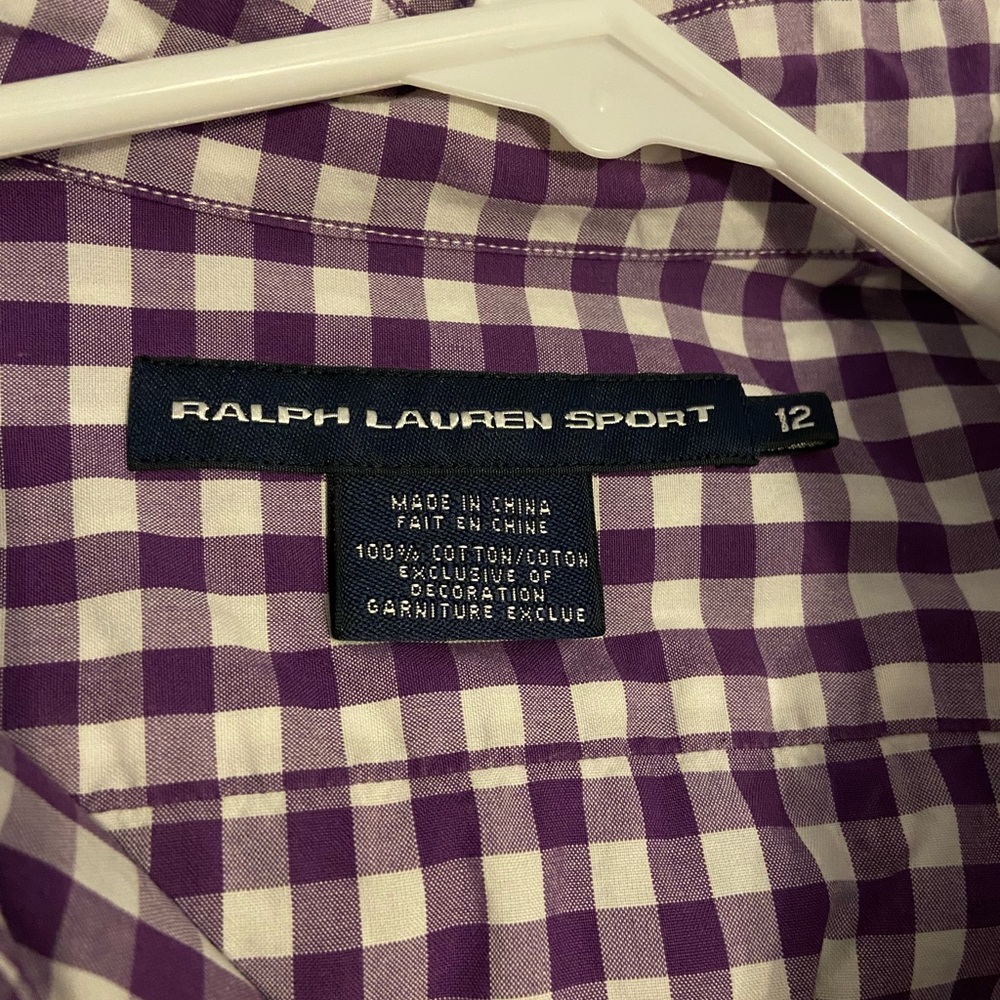 RALPH LAUREN SPORT
12
MADE IN CHINA
FAIT EN CHINE
100% COTTON/COTON
EXCLUSIVE OF
DECORATION
GARNITURE EXCLUE